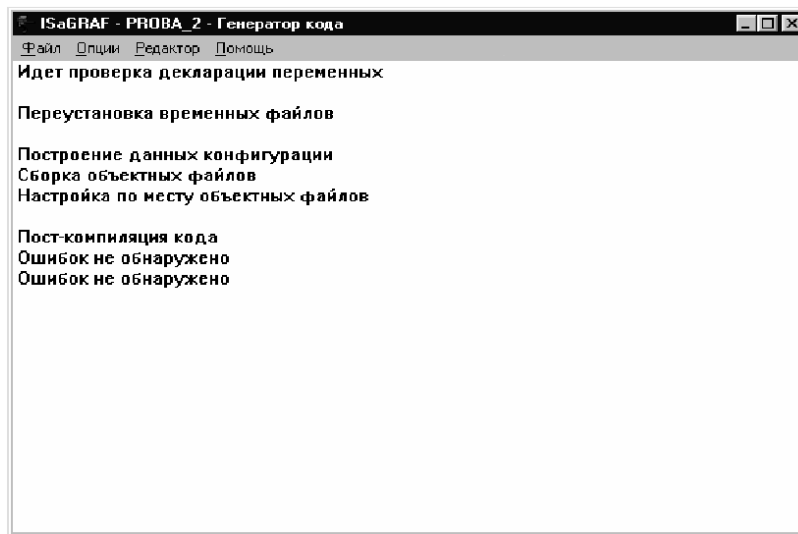 ISaGRAF - PROBA_2 - Генератор кода
Файл Опции Редактор Помощь
Идет проверка декларации переменных
Переустановка временных файлов
Построение данных конфигурации
Сборка объектных файлов
Настройка по месту объектных файлов
Пост-компиляция кода
Ошибок не обнаружено
Ошибок не обнаружено